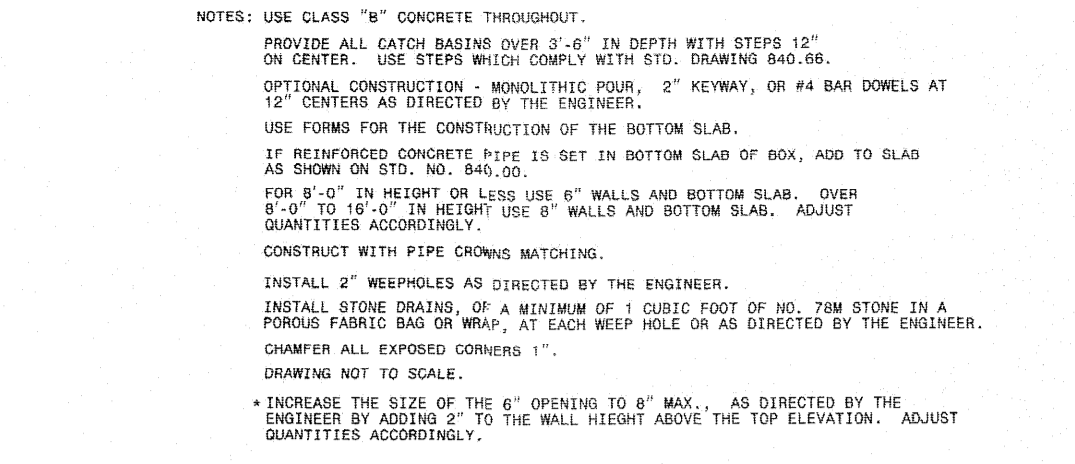 NOTES: USE CLASS "B" CONCRETE THROUGHOUT.
PROVIDE ALL CATCH BASINS OVER 3'-6" IN DEPTH WITH STEPS 12"
ON CENTER. USE STEPS WHICH COMPLY WITH STD. DRAWING 840.66.
OPTIONAL CONSTRUCTION - MONOLITHIC POUR, 2" KEYWAY, OR #4 BAR DOWELS AT
12" CENTERS AS DIRECTED BY THE ENGINEER.
USE FORMS FOR THE CONSTRUCTION OF THE BOTTOM SLAB.
IF REINFORCED CONCRETE PIPE IS SET IN BOTTOM SLAB OF BOX, ADD TO SLAB
AS SHOWN ON STD. NO. 840.00.
FOR 8'-0" IN HEIGHT OR LESS USE 6" WALLS AND BOTTOM SLAB. OVER
8'-0" TO 16'-0" IN HEIGHT USE 8" WALLS AND BOTTOM SLAB. ADJUST
QUANTITIES ACCORDINGLY.
CONSTRUCT WITH PIPE CROWNS MATCHING.
INSTALL 2" WEEPHOLES AS DIRECTED BY THE ENGINEER.
INSTALL STONE DRAINS, OF A MINIMUM OF 1 CUBIC FOOT OF NO. 78M STONE IN A
POROUS FABRIC BAG OR WRAP, AT EACH WEEP HOLE OR AS DIRECTED BY THE ENGINEER.
CHAMFER ALL EXPOSED CORNERS 1".
DRAWING NOT TO SCALE.
* INCREASE THE SIZE OF THE 6" OPENING TO 8" MAX., AS DIRECTED BY THE
ENGINEER BY ADDING 2" TO THE WALL HIEGHT ABOVE THE TOP ELEVATION. ADJUST
QUANTITIES ACCORDINGLY.